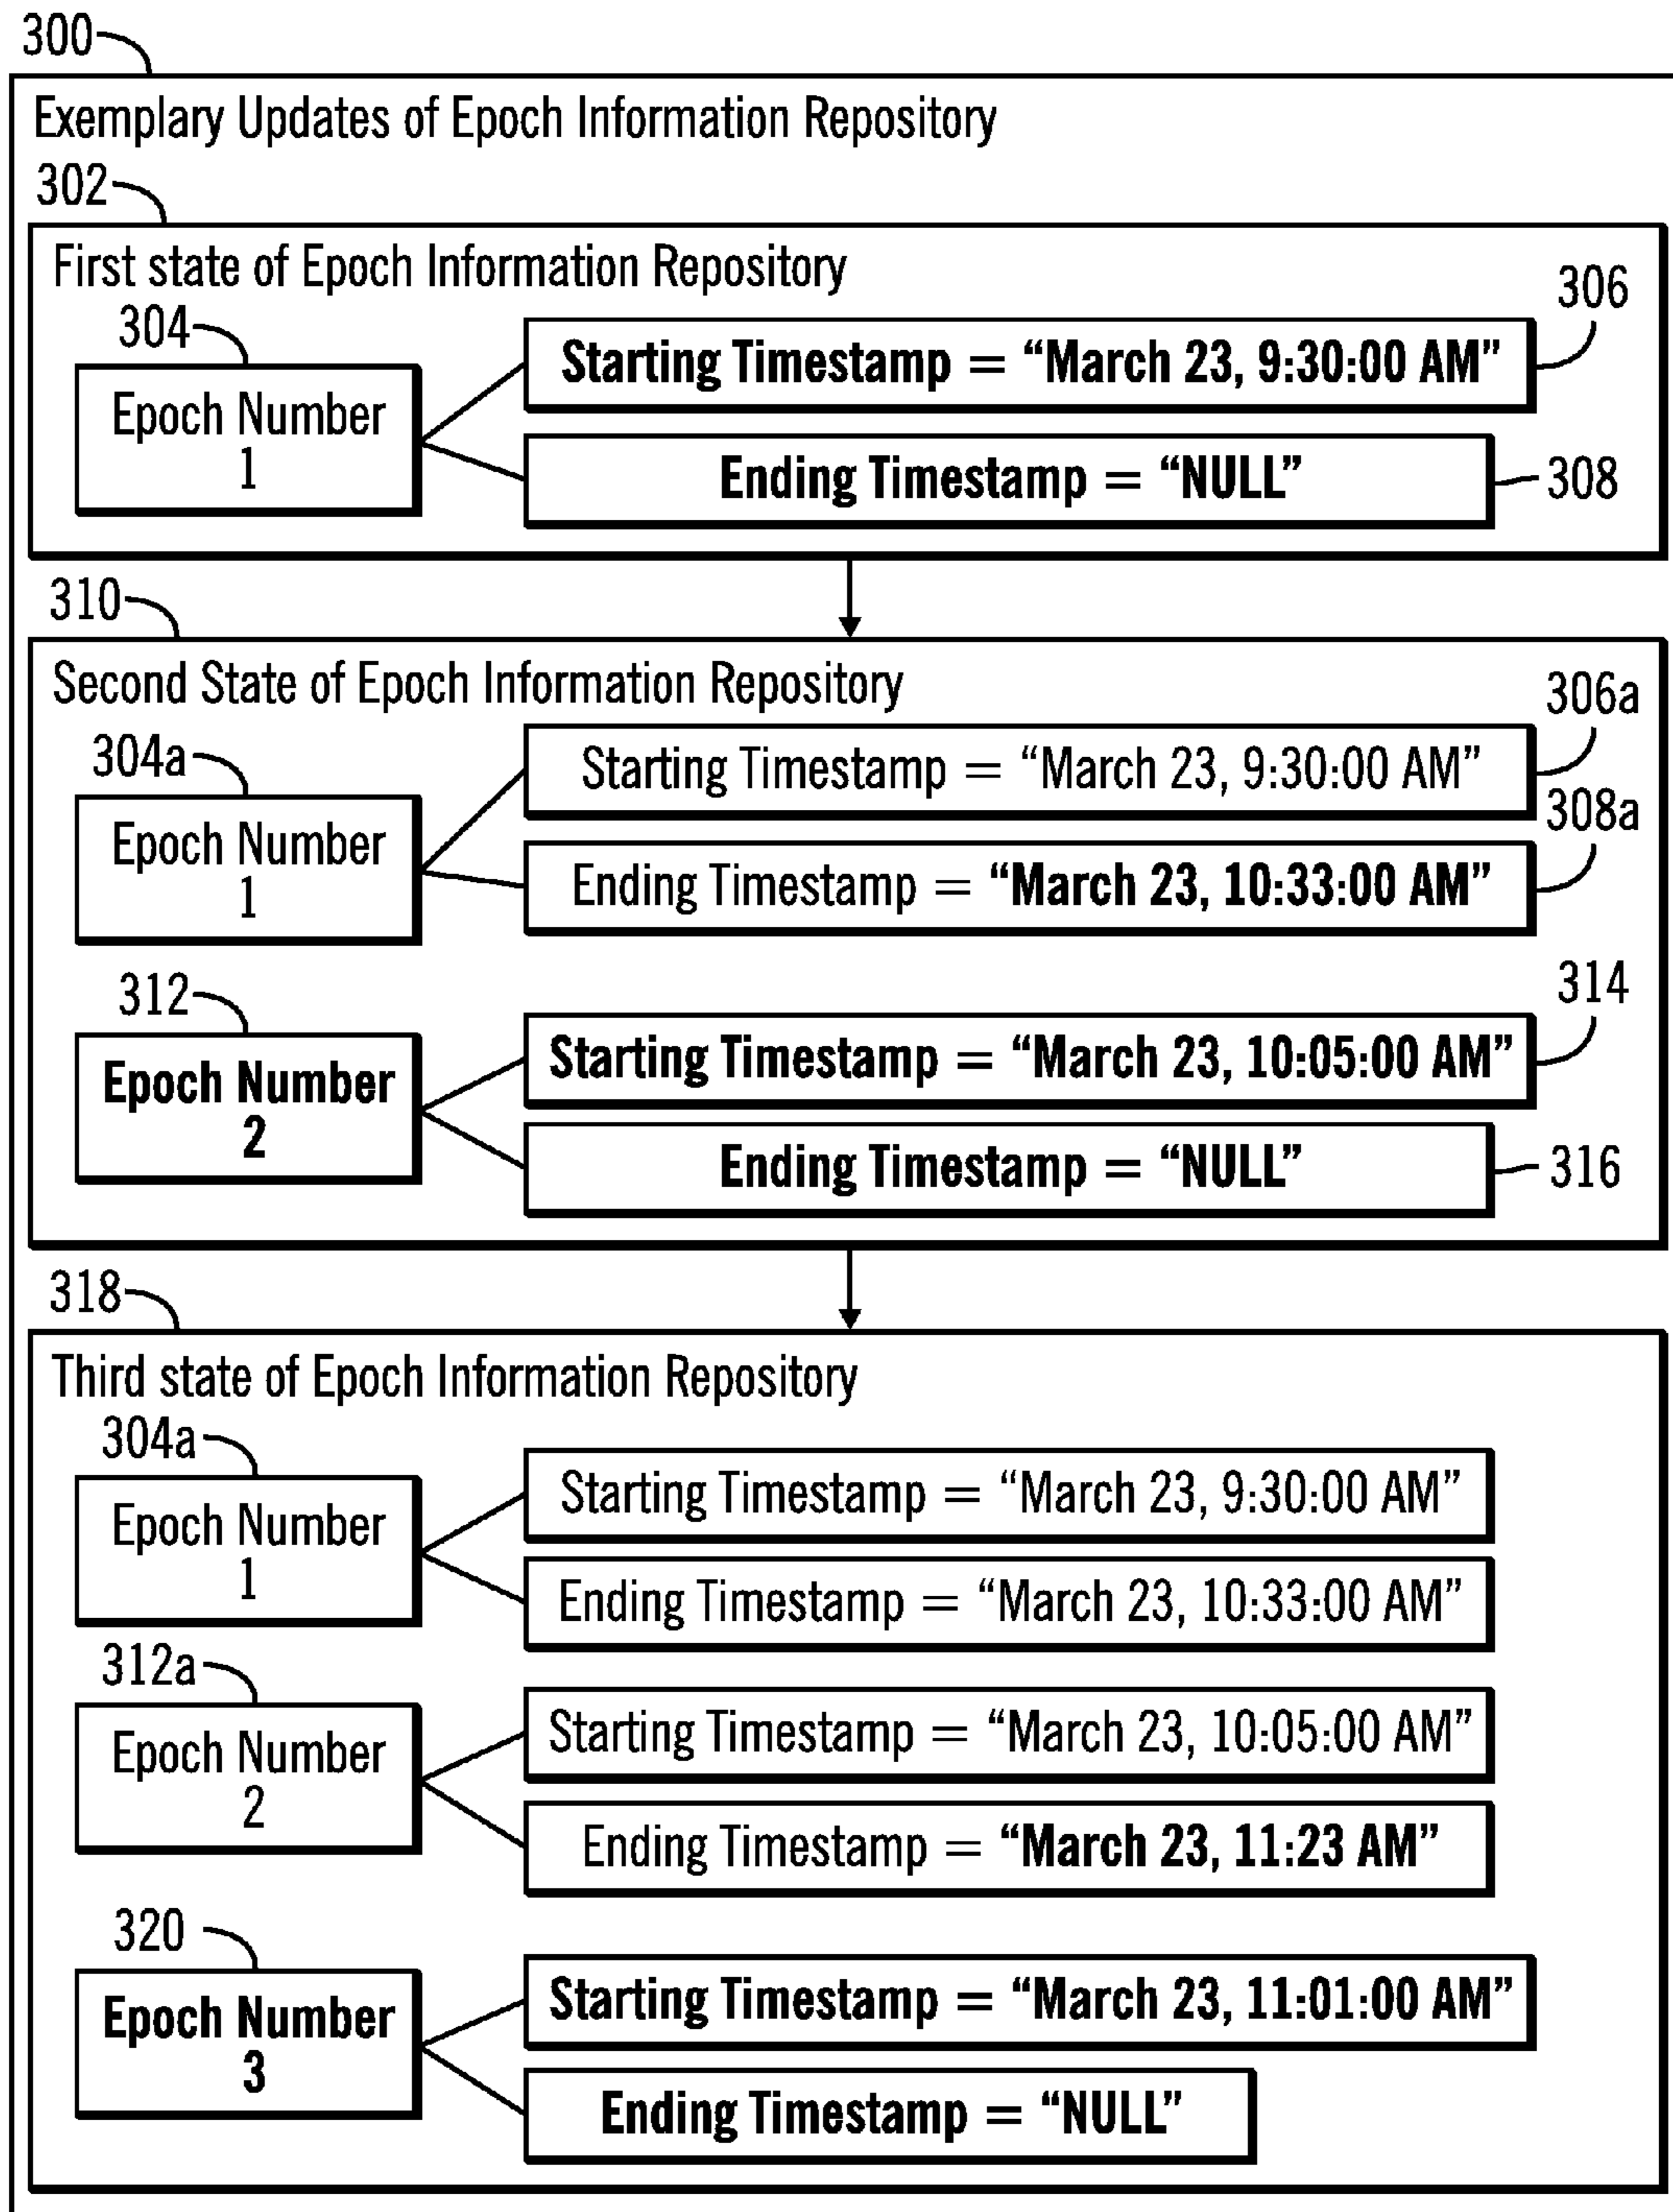 300
Exemplary Updates of Epoch Information Repository
302
First state of Epoch Information Repository
304
306
Epoch Number
1
Starting Timestamp = “March 23, 9:30:00 AM”
Ending Timestamp = “NULL”
308
310
Second State of Epoch Information Repository
304a
306a
Epoch Number
1
Starting Timestamp = “March 23, 9:30:00 AM”
308a
Ending Timestamp = “March 23, 10:33:00 AM”
312
314
Epoch Number
2
Starting Timestamp = “March 23, 10:05:00 AM”
Ending Timestamp = “NULL”
316
318
Third state of Epoch Information Repository
304a
Epoch Number
1
Starting Timestamp = “March 23, 9:30:00 AM”
Ending Timestamp = “March 23, 10:33:00 AM”
312a
Epoch Number
2
Starting Timestamp = “March 23, 10:05:00 AM”
Ending Timestamp = “March 23, 11:23 AM”
320
Epoch Number
3
Starting Timestamp = “March 23, 11:01:00 AM”
Ending Timestamp = “NULL”